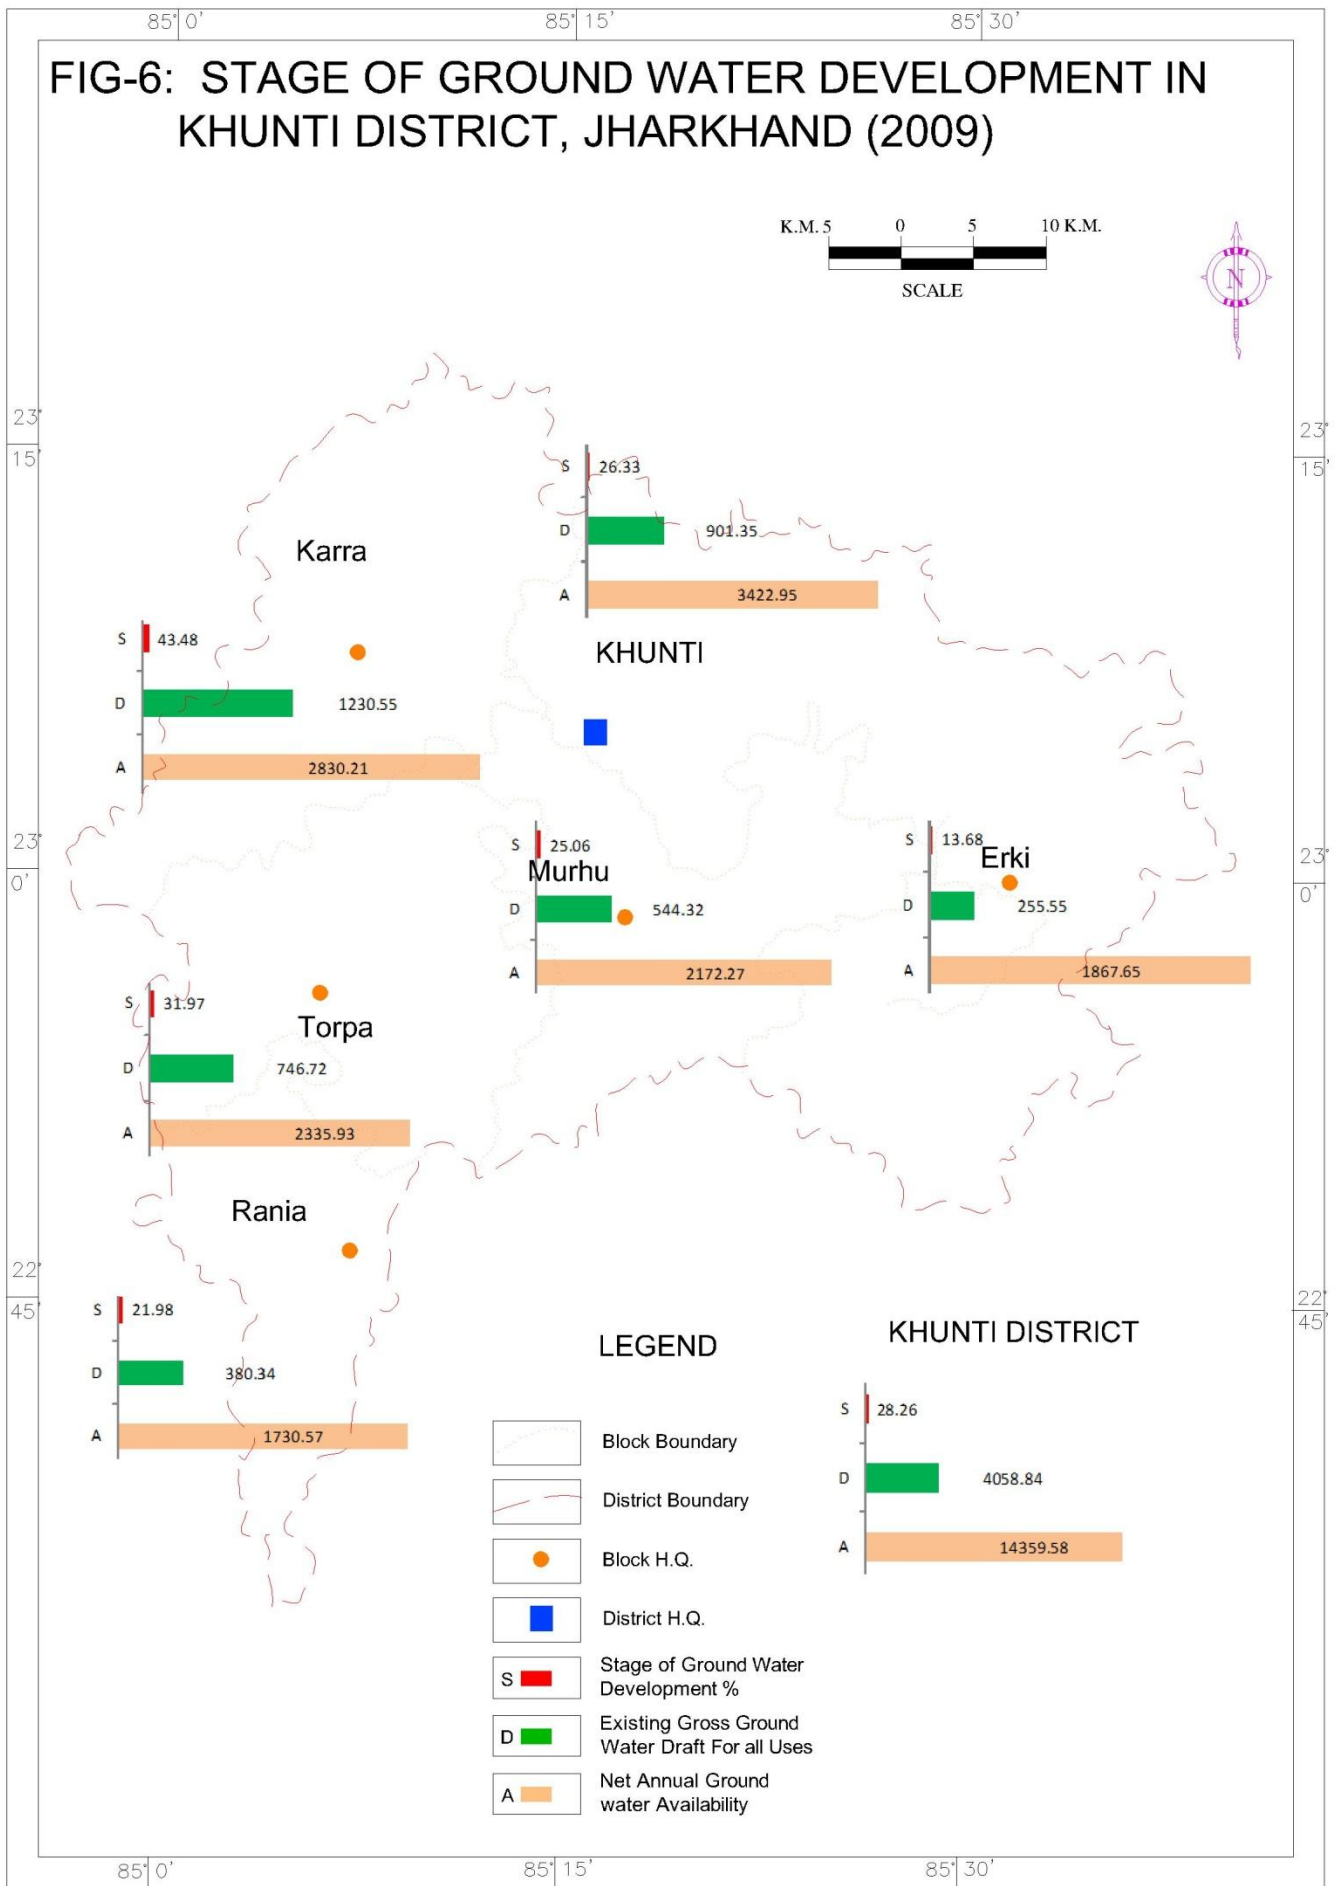 85° 0'
85° 15'
85° 30'
FIG-6: STAGE OF GROUND WATER DEVELOPMENT IN
KHUNTI DISTRICT, JHARKHAND (2009)
K.M. 5 0 5 10 K.M.
SCALE
N
23°
15'
23°
15'
S 26.33
D 901.35
A 3422.95
Karra
S 43.48
D 1230.55
A 2830.21
KHUNTI
23°
0'
23°
0'
S 25.06
Murhu
D 544.32
A 2172.27
S 13.68
Erki
D 255.55
A 1867.65
S 31.97
Torpa
D 746.72
A 2335.93
Rania
22°
45'
22°
45'
S 21.98
D 380.34
A 1730.57
LEGEND
Block Boundary
District Boundary
Block H.Q.
District H.Q.
S Stage of Ground Water
Development %
D Existing Gross Ground
Water Draft For all Uses
A Net Annual Ground
water Availability
KHUNTI DISTRICT
S 28.26
D 4058.84
A 14359.58
85° 0'
85° 15'
85° 30'